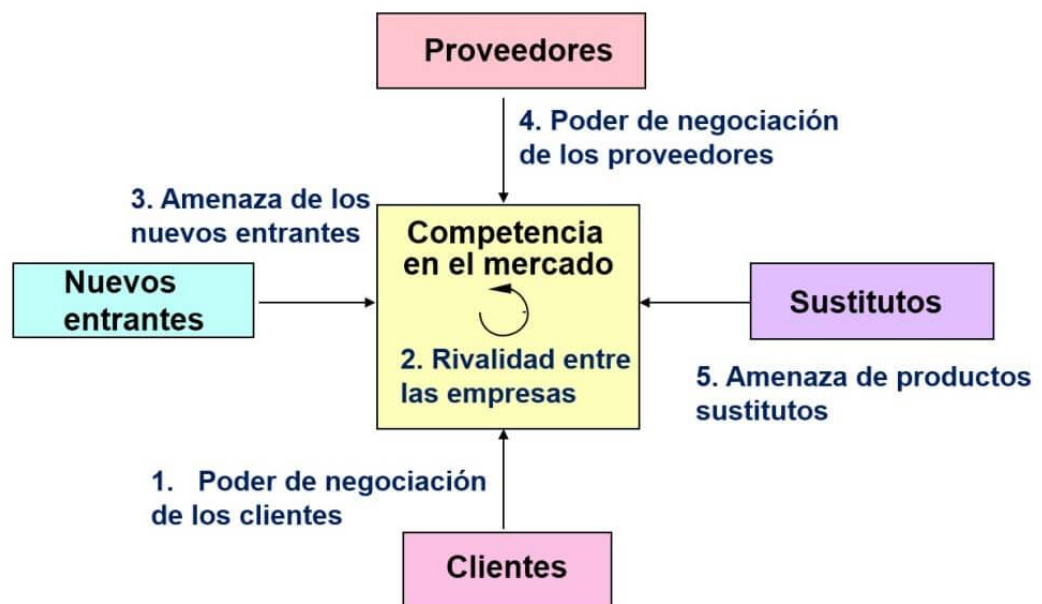 Proveedores
4. Poder de negociación
de los proveedores
3. Amenaza de los
nuevos entrantes
Competencia
en el mercado
Nuevos
entrantes
Sustitutos
2. Rivalidad entre
las empresas
5. Amenaza de productos
sustitutos
1. Poder de negociación
de los clientes
Clientes